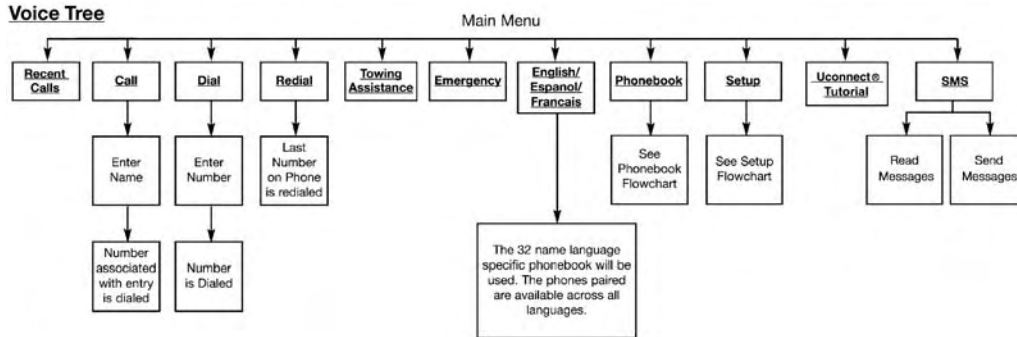 Voice Tree
Main Menu
Recent
Calls
Call
Dial
Redial
Towing
Assistance
Emergency
English/
Espanol/
Francais
Phonebook
Setup
Uconnect®
Tutorial
SMS
Enter
Name
Enter
Number
Last
Number
on Phone
is redialed
See
Phonebook
Flowchart
See Setup
Flowchart
Read
Messages
Send
Messages
Number
associated
with entry
is dialed
Number
is Dialed
The 32 name language
specific phonebook will be
used. The phones paired
are available across all
languages.